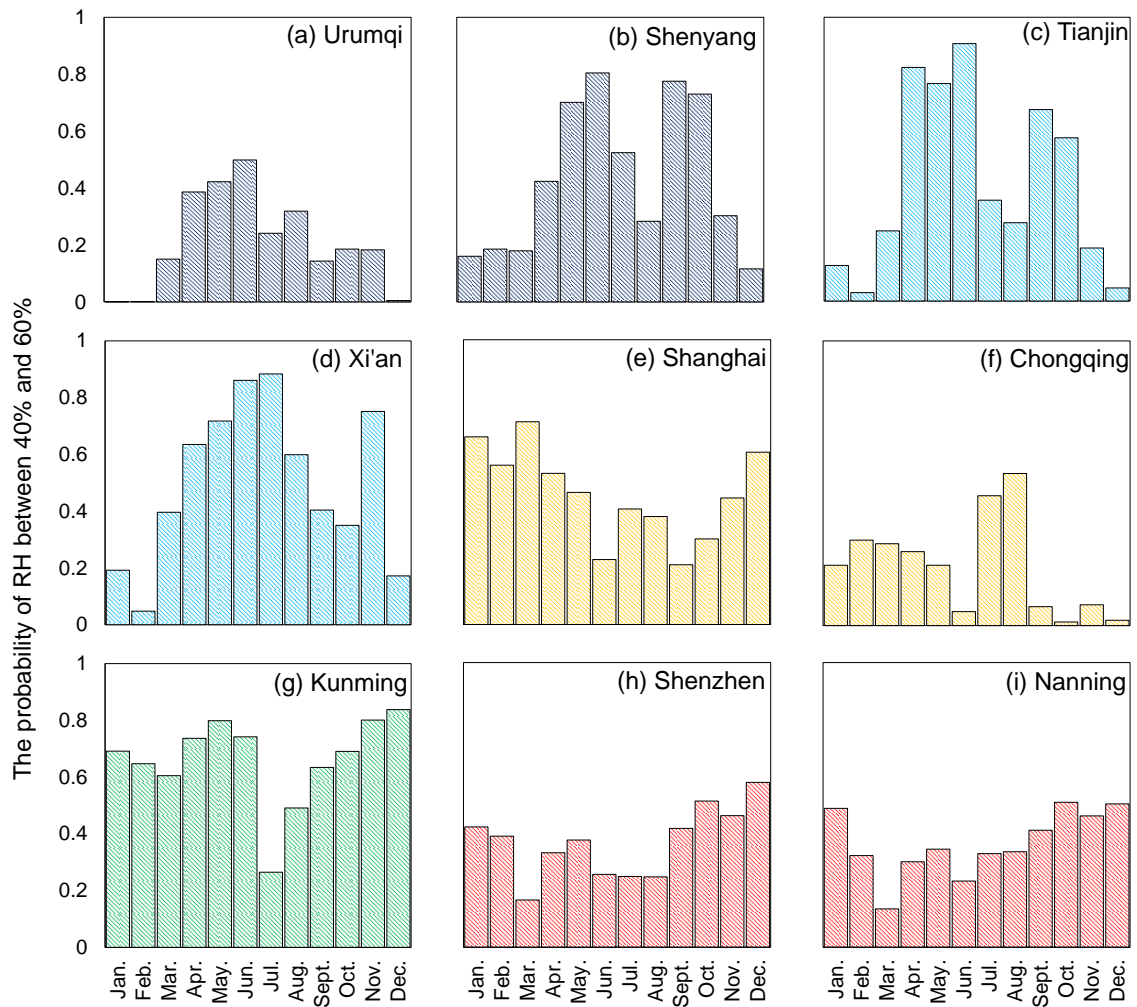 The probability of RH between 40% and 60%
1
0.8
0.6
0.4
0.2
0
(a) Urumqi
(b) Shenyang
(c) Tianjin
1
0.8
0.6
0.4
0.2
0
(d) Xi'an
(e) Shanghai
(f) Chongqing
1
0.8
0.6
0.4
0.2
0
(g) Kunming
(h) Shenzhen
(i) Nanning
Jan.
Feb.
Mar.
Apr.
May.
Jun.
Jul.
Aug.
Sept.
Oct.
Nov.
Dec.
Jan.
Feb.
Mar.
Apr.
May.
Jun.
Jul.
Aug.
Sept.
Oct.
Nov.
Dec.
Jan.
Feb.
Mar.
Apr.
May.
Jun.
Jul.
Aug.
Sept.
Oct.
Nov.
Dec.